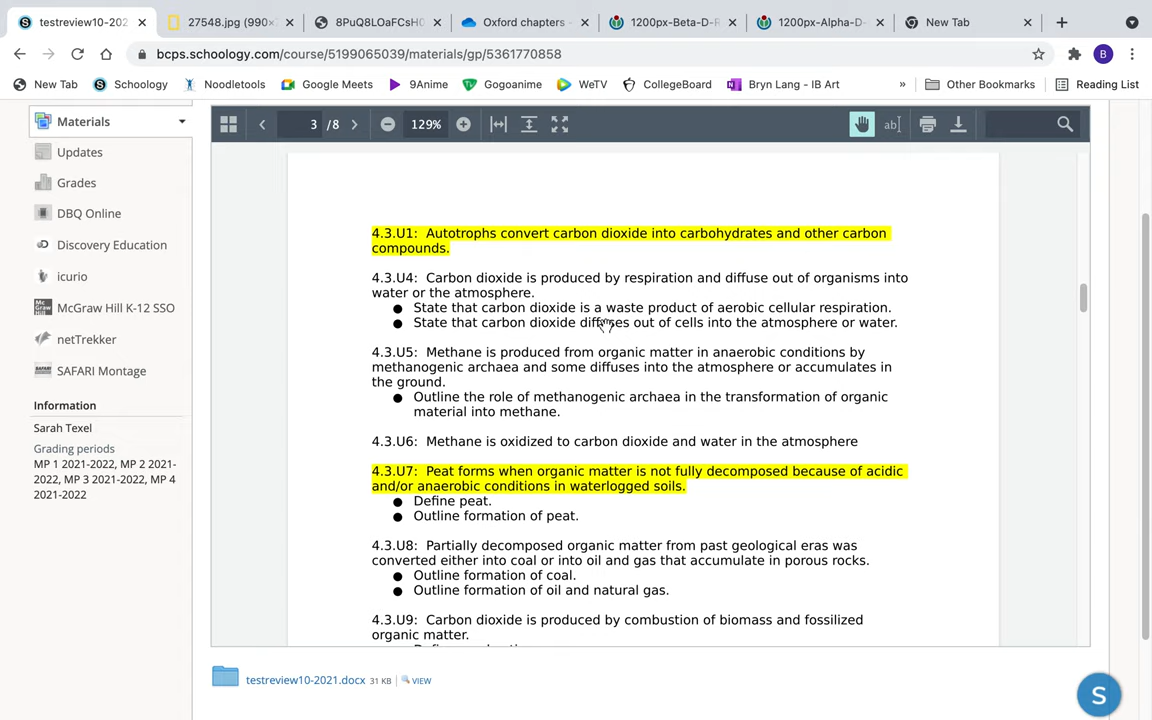 testreview10-202
27548.jpg (990×
8PuQ8LOaFCsH0
Oxford chapters -
1200px-Beta-D-R
1200px-Alpha-D-
New Tab
bcps.schoology.com/course/5199065039/materials/gp/5361770858
B
New Tab
Schoology
Noodletools
Google Meets
9Anime
Gogoanime
WeTV
CollegeBoard
Bryn Lang - IB Art
»
Other Bookmarks
Reading List
Materials
Updates
Grades
DBQ Online
Discovery Education
icurio
McGraw Hill K-12 SSO
netTrekker
SAFARI Montage
Information
Sarah Texel
Grading periods
MP 1 2021-2022, MP 2 2021-
2022, MP 3 2021-2022, MP 4
2021-2022
3 /8
129%
4.3.U1: Autotrophs convert carbon dioxide into carbohydrates and other carbon
compounds.
4.3.U4: Carbon dioxide is produced by respiration and diffuse out of organisms into
water or the atmosphere.
● State that carbon dioxide is a waste product of aerobic cellular respiration.
● State that carbon dioxide diffuses out of cells into the atmosphere or water.
4.3.U5: Methane is produced from organic matter in anaerobic conditions by
methanogenic archaea and some diffuses into the atmosphere or accumulates in
the ground.
● Outline the role of methanogenic archaea in the transformation of organic
material into methane.
4.3.U6: Methane is oxidized to carbon dioxide and water in the atmosphere
4.3.U7: Peat forms when organic matter is not fully decomposed because of acidic
and/or anaerobic conditions in waterlogged soils.
● Define peat.
● Outline formation of peat.
4.3.U8: Partially decomposed organic matter from past geological eras was
converted either into coal or into oil and gas that accumulate in porous rocks.
● Outline formation of coal.
● Outline formation of oil and natural gas.
4.3.U9: Carbon dioxide is produced by combustion of biomass and fossilized
organic matter.
testreview10-2021.docx 31 KB VIEW
S